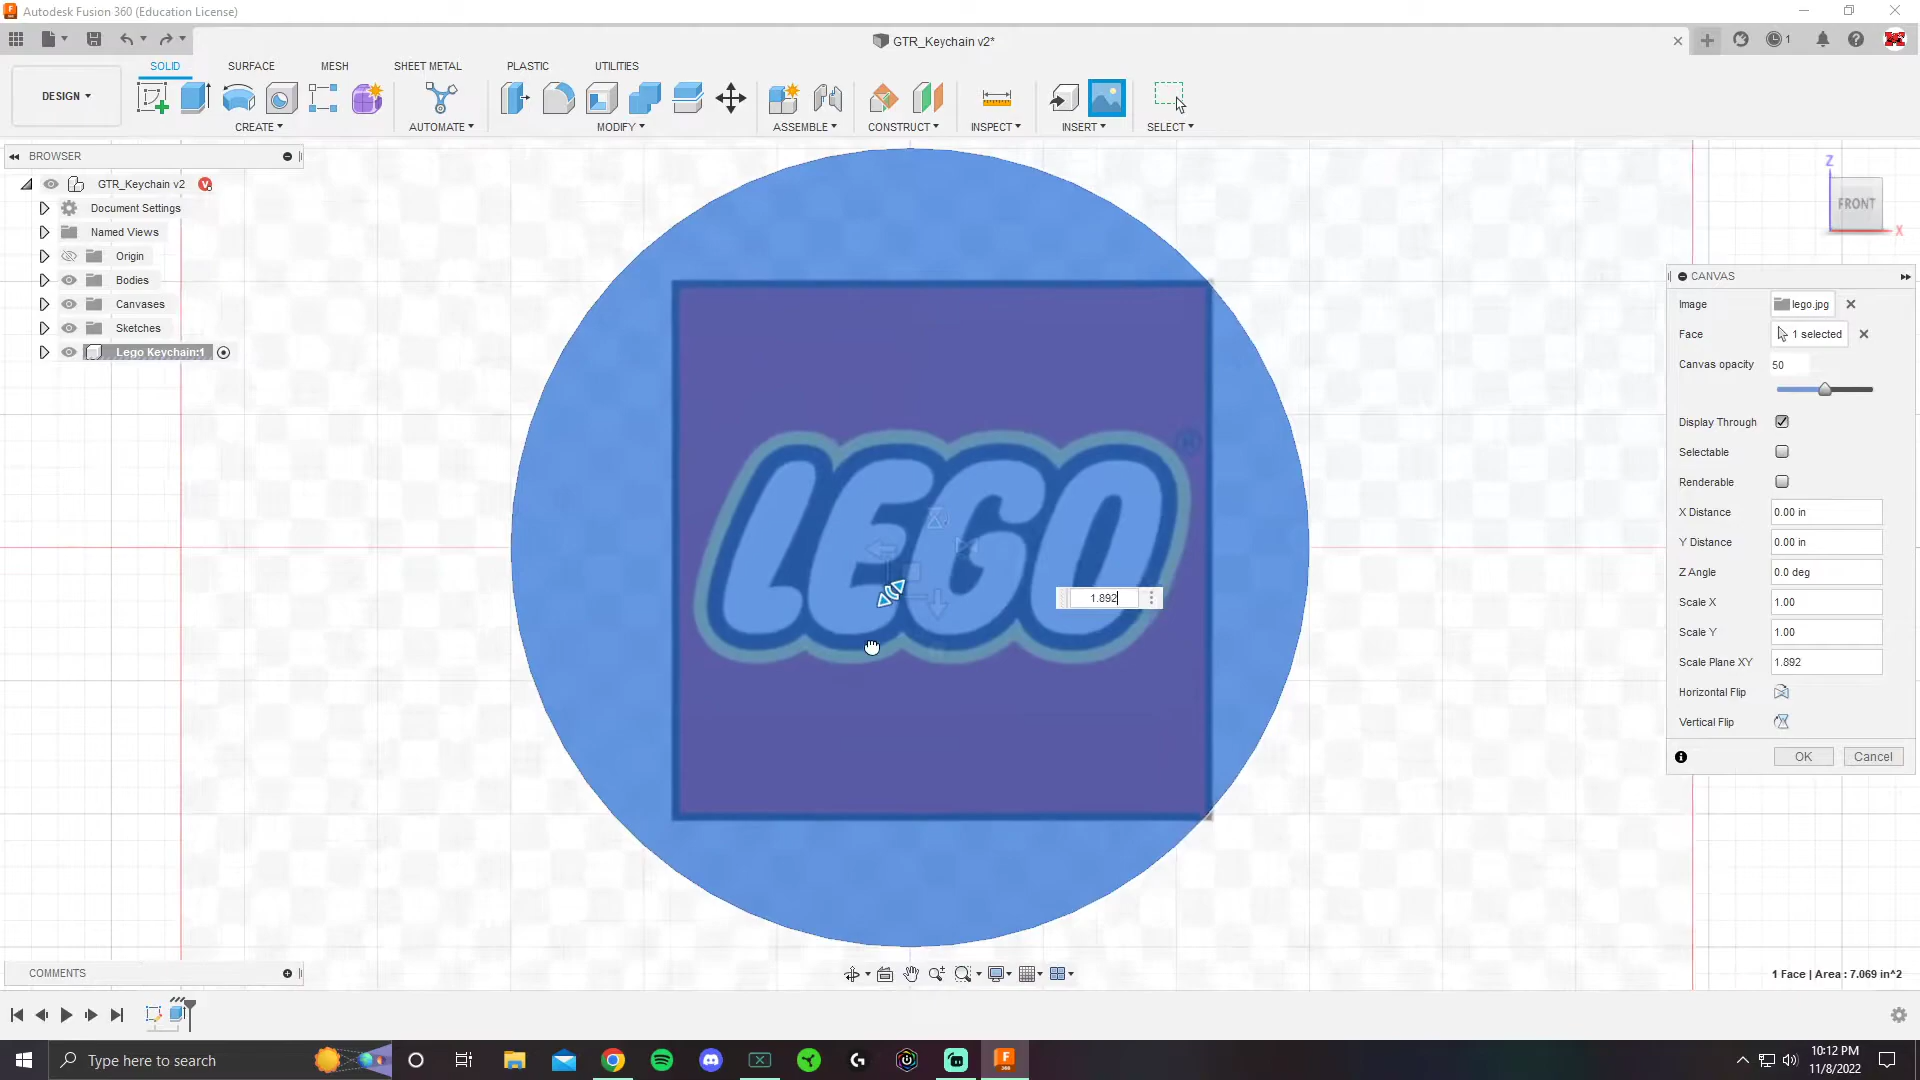 Autodesk Fusion 360 (Education License)
GTR_Keychain v2*
1
SOLID SURFACE MESH SHEET METAL PLASTIC UTILITIES
DESIGN
CREATE AUTOMATE MODIFY ASSEMBLE CONSTRUCT INSPECT INSERT SELECT
BROWSER
GTR_Keychain v2
Document Settings
Named Views
Origin
Bodies
Canvases
Sketches
Lego Keychain:1
Z
FRONT
X
LEGO ®
1.892
CANVAS
Image lego.jpg
Face 1 selected
Canvas opacity 50
Display Through
Selectable
Renderable
X Distance 0.00 in
Y Distance 0.00 in
Z Angle 0.0 deg
Scale X 1.00
Scale Y 1.00
Scale Plane XY 1.892
Horizontal Flip
Vertical Flip
OK Cancel
COMMENTS
1 Face | Area : 7.069 in^2
Type here to search
10:12 PM
11/8/2022